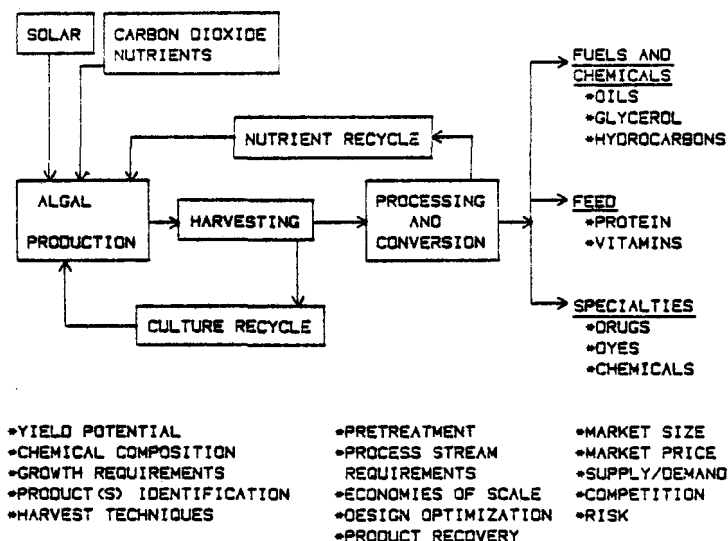 SOLAR
CARBON DIOXIDE
NUTRIENTS
FUELS AND
CHEMICALS
*OILS
*GLYCEROL
*HYDROCARBONS
NUTRIENT RECYCLE
ALGAL
PRODUCTION
HARVESTING
PROCESSING
AND
CONVERSION
FEED
*PROTEIN
*VITAMINS
CULTURE RECYCLE
SPECIALTIES
*DRUGS
*DYES
*CHEMICALS
*YIELD POTENTIAL
*CHEMICAL COMPOSITION
*GROWTH REQUIREMENTS
*PRODUCT(S) IDENTIFICATION
*HARVEST TECHNIQUES
*PRETREATMENT
*PROCESS STREAM
REQUIREMENTS
*ECONOMIES OF SCALE
*DESIGN OPTIMIZATION
*PRODUCT RECOVERY
*MARKET SIZE
*MARKET PRICE
*SUPPLY/DEMAND
*COMPETITION
*RISK